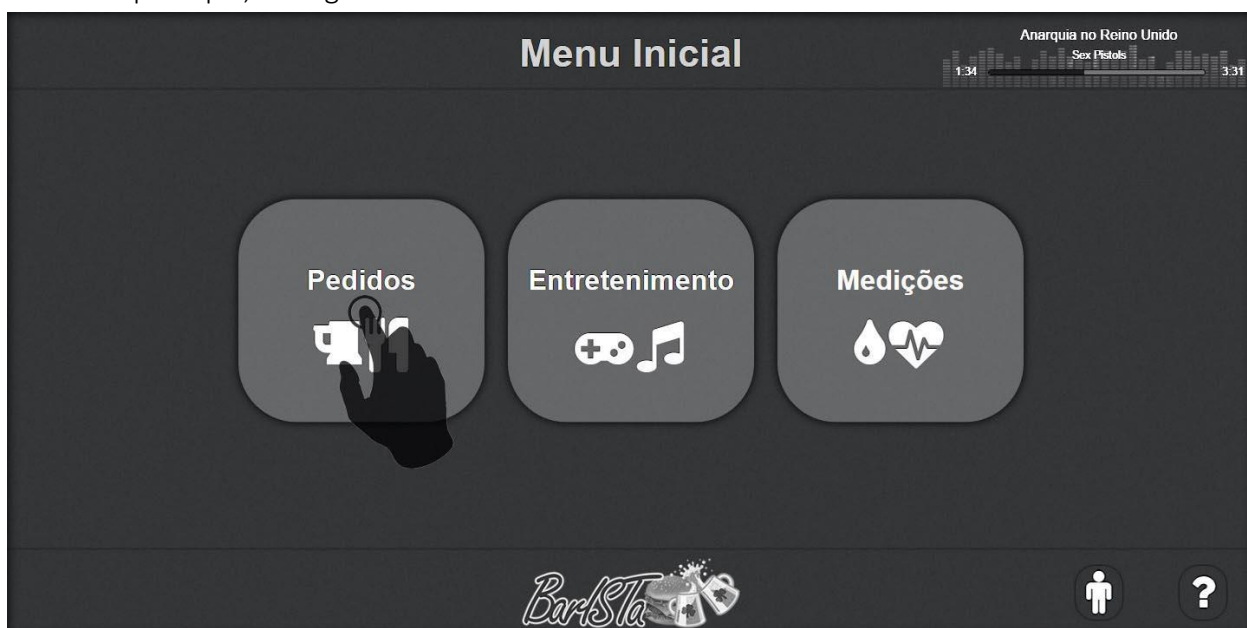 Menu Inicial
Anarquia no Reino Unido
Sex Pistols
1:34
3:31
Pedidos
Entretenimento
Medições
BarISTa
?